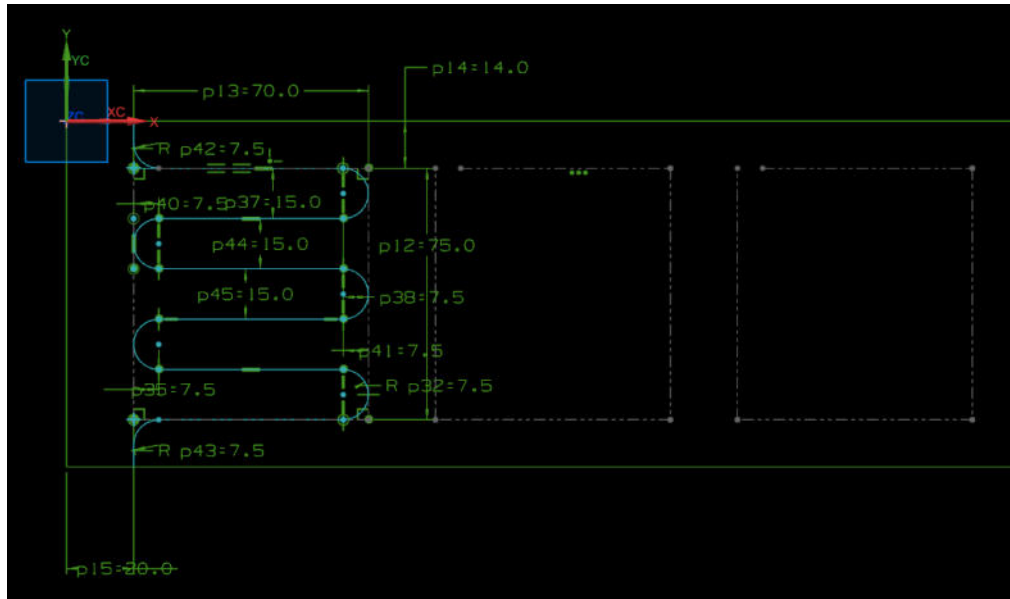 Y
YC
ZC
XC
X
p14=14.0
p13=70.0
R p42=7.5
p40=7.5
p37=15.0
p44=15.0
p12=75.0
p45=15.0
p38=7.5
p41=7.5
p35=7.5
R p32=7.5
R p43=7.5
p15=20.0